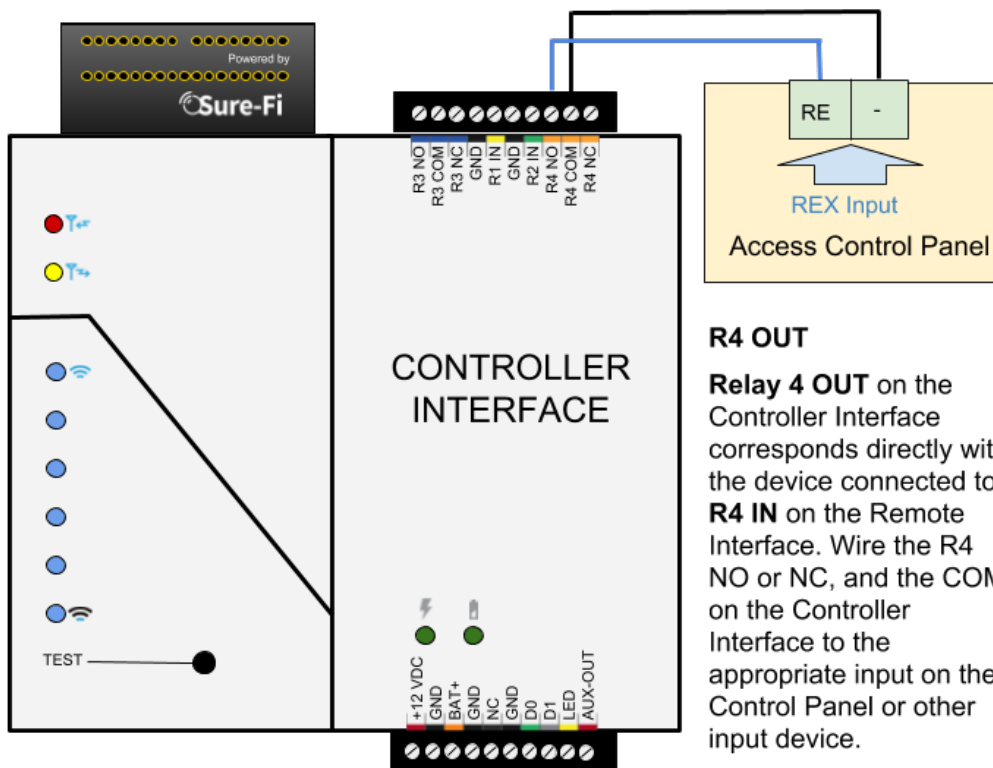 Powered by
Sure-Fi
R3 NO
R3 COM
R3 NC
GND
R1 IN
GND
R2 IN
R4 NO
R4 COM
R4 NC
RE
-
REX Input
Access Control Panel
CONTROLLER
INTERFACE
TEST
+12 VDC
GND
BAT+
GND
NC
GND
D0
D1
LED
AUX-OUT
R4 OUT
Relay 4 OUT on the
Controller Interface
corresponds directly wit
the device connected to
R4 IN on the Remote
Interface. Wire the R4
NO or NC, and the COM
on the Controller
Interface to the
appropriate input on the
Control Panel or other
input device.